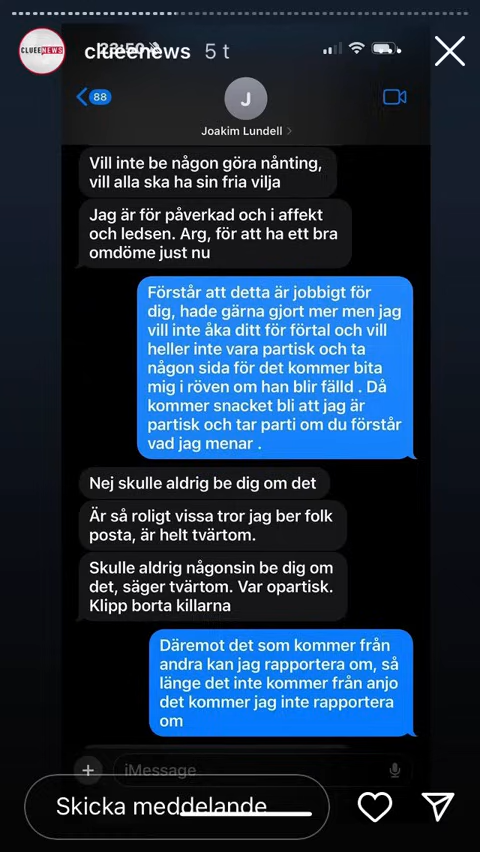 CLUEENEWS
clueenews 5 t
23:50
88
J
Joakim Lundell
Vill inte be någon göra nånting,
vill alla ska ha sin fria vilja
Jag är för påverkad och i affekt
och ledsen. Arg, för att ha ett bra
omdöme just nu
Förstår att detta är jobbigt för
dig, hade gärna gjort mer men jag
vill inte åka ditt för förtal och vill
heller inte vara partisk och ta
någon sida för det kommer bita
mig i röven om han blir fälld . Då
kommer snacket bli att jag är
partisk och tar parti om du förstår
vad jag menar .
Nej skulle aldrig be dig om det
Är så roligt vissa tror jag ber folk
posta, är helt tvärtom.
Skulle aldrig någonsin be dig om
det, säger tvärtom. Var opartisk.
Klipp borta killarna
Däremot det som kommer från
andra kan jag rapportera om, så
länge det inte kommer från anjo
det kommer jag inte rapportera
om
iMessage
Skicka meddelande